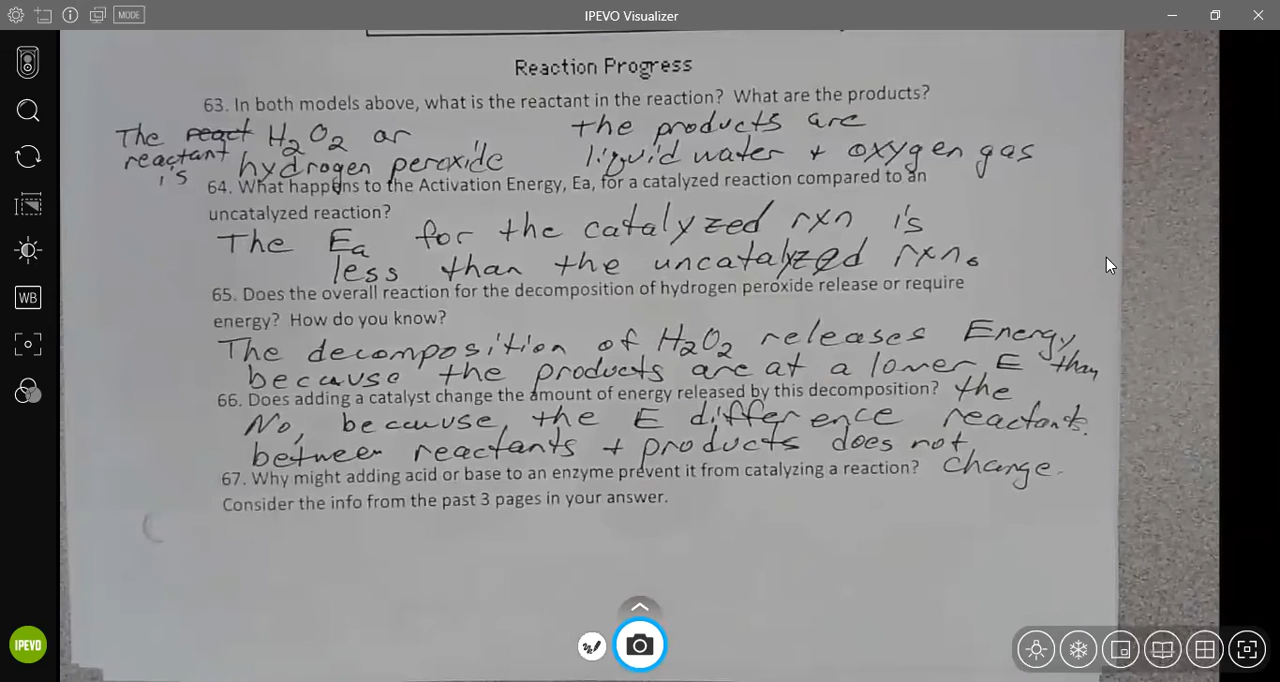 IPEVO Visualizer
MODE
WB
IPEVO
Reaction Progress
63. In both models above, what is the reactant in the reaction? What are the products?
The react H2O2 or
reactant is hydrogen peroxide
the products are
liquid water + oxygen gas
64. What happens to the Activation Energy, Ea, for a catalyzed reaction compared to an
uncatalyzed reaction?
The Ea for the catalyzed rxn is
less than the uncatalyzed rxn.
65. Does the overall reaction for the decomposition of hydrogen peroxide release or require
energy? How do you know?
The decomposition of H2O2 releases Energy,
because the products are at a lower E than
the
reactants.
66. Does adding a catalyst change the amount of energy released by this decomposition?
No, because, the E difference
between reactants + products does not
change.
67. Why might adding acid or base to an enzyme prevent it from catalyzing a reaction?
Consider the info from the past 3 pages in your answer.